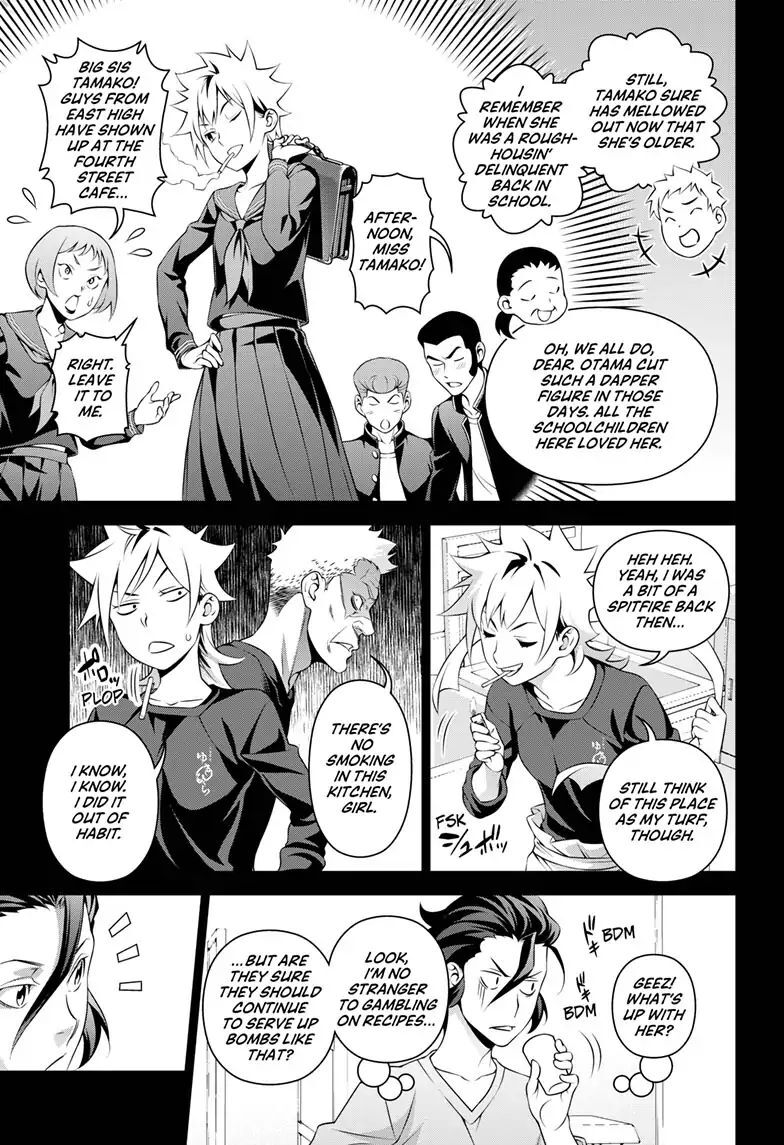 STILL,
TAMAKO SURE
HAS MELLOWED
OUT NOW THAT
SHE'S OLDER.
I
REMEMBER
WHEN SHE
WAS A ROUGH-
HOUSIN'
DELINQUENT
BACK IN
SCHOOL.
OH, WE ALL DO,
DEAR. OTAMA CUT
SUCH A DAPPER
FIGURE IN THOSE
DAYS. ALL THE
SCHOOLCHILDREN
HERE LOVED HER.
AFTER-
NOON,
MISS
TAMAKO!
BIG SIS
TAMAKO!
GUYS FROM
EAST HIGH
HAVE SHOWN
UP AT THE
FOURTH
STREET
CAFE...
RIGHT.
LEAVE
IT TO
ME.
HEH HEH.
YEAH, I WAS
A BIT OF A
SPITFIRE BACK
THEN...
STILL THINK
OF THIS PLACE
AS MY TURF,
THOUGH.
FSK
THERE'S
NO
SMOKING
IN THIS
KITCHEN,
GIRL.
PLOP
I KNOW,
I KNOW.
I DID IT
OUT OF
HABIT.
GEEZ!
WHAT'S
UP WITH
HER?
ドキ
BDM
BDM
LOOK,
I'M NO
STRANGER
TO GAMBLING
ON RECIPES...
...BUT ARE
THEY SURE
THEY SHOULD
CONTINUE
TO SERVE UP
BOMBS LIKE
THAT?